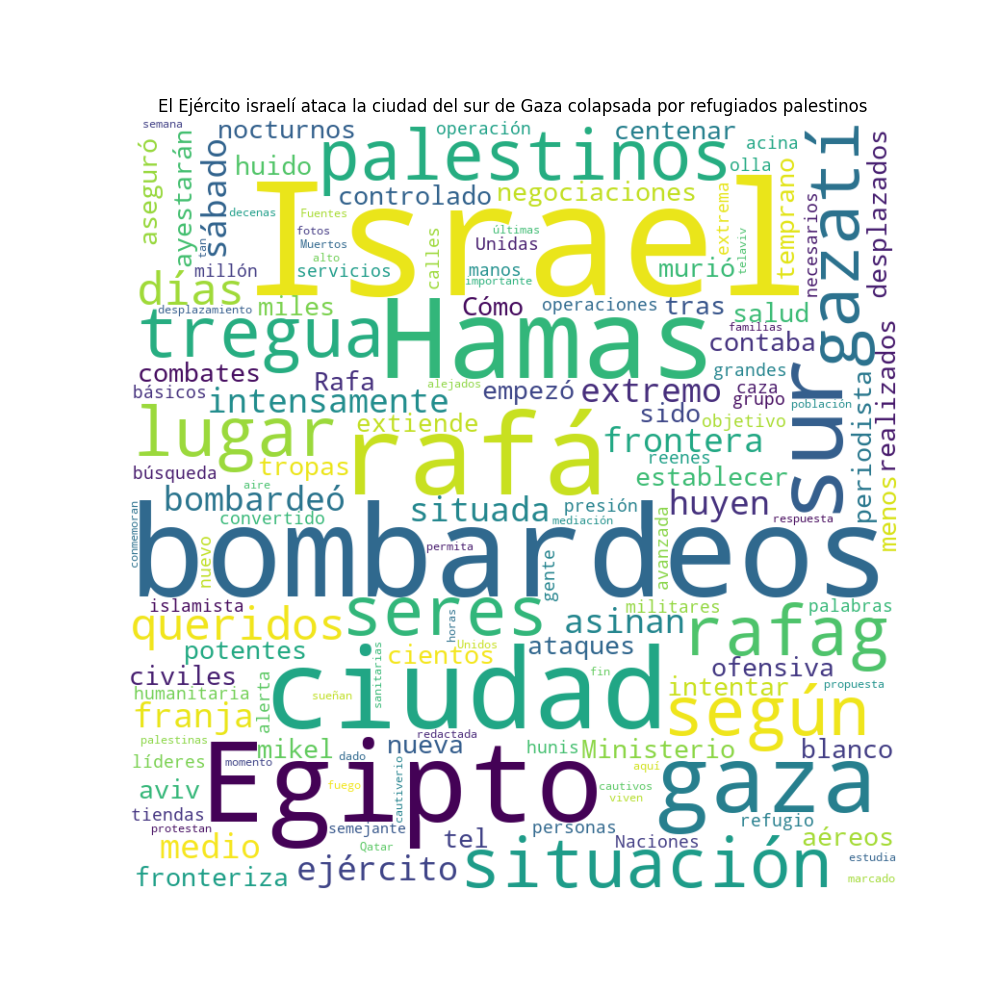 El Ejército israelí ataca la ciudad del sur de Gaza colapsada por refugiados palestinos
semana
nocturnos
operación
centenar
acina
aseguró
ayestarán
sábado
huido
palestinos
olla
gazatí
desplazados
controlado
negociaciones
extrema
temprano
necesarios
decenas
Fuentes
Israel
tan
fotos
últimas
telaviv
Muertos
Unidas
calles
alto
millón
servicios
manos
murió
días
importante
desplazamiento
miles
Cómo
operaciones
tras
salud
tregua
Hamas
familias
contaba
combates
Rafa
alejados
empezó
extremo
grandes
básicos
caza
grupo
población
intensamente
sur
periodista
realizados
lugar
rafá
extiende
sido
objetivo
frontera
reenes
búsqueda
tropas
establecer
menos
aire
bombardeó
situada
presión
huyen
convertido
mediación
respuesta
conmemoran
bombardeos
nuevo
permita
gente
avanzada
islamista
seres
militares
palabras
queridos
horas
asinan
rafag
potentes
Unidos
ataques
cientos
civiles
ciudad
sanitarias
fin
ofensiva
humanitaria
alerta
sueñan
intentar
propuesta
franja
según
palestinas
redactada
mikel
nueva
hunis
Ministerio
blanco
líderes
momento
Egipto
dado
cautiverio
aquí
gaza
aviv
fuego
cautivos
viven
tiendas
protestan
semejante
personas
refugio
medio
Qatar
tel
Naciones
aéreos
fronteriza
ejército
situación
estudia
marcado